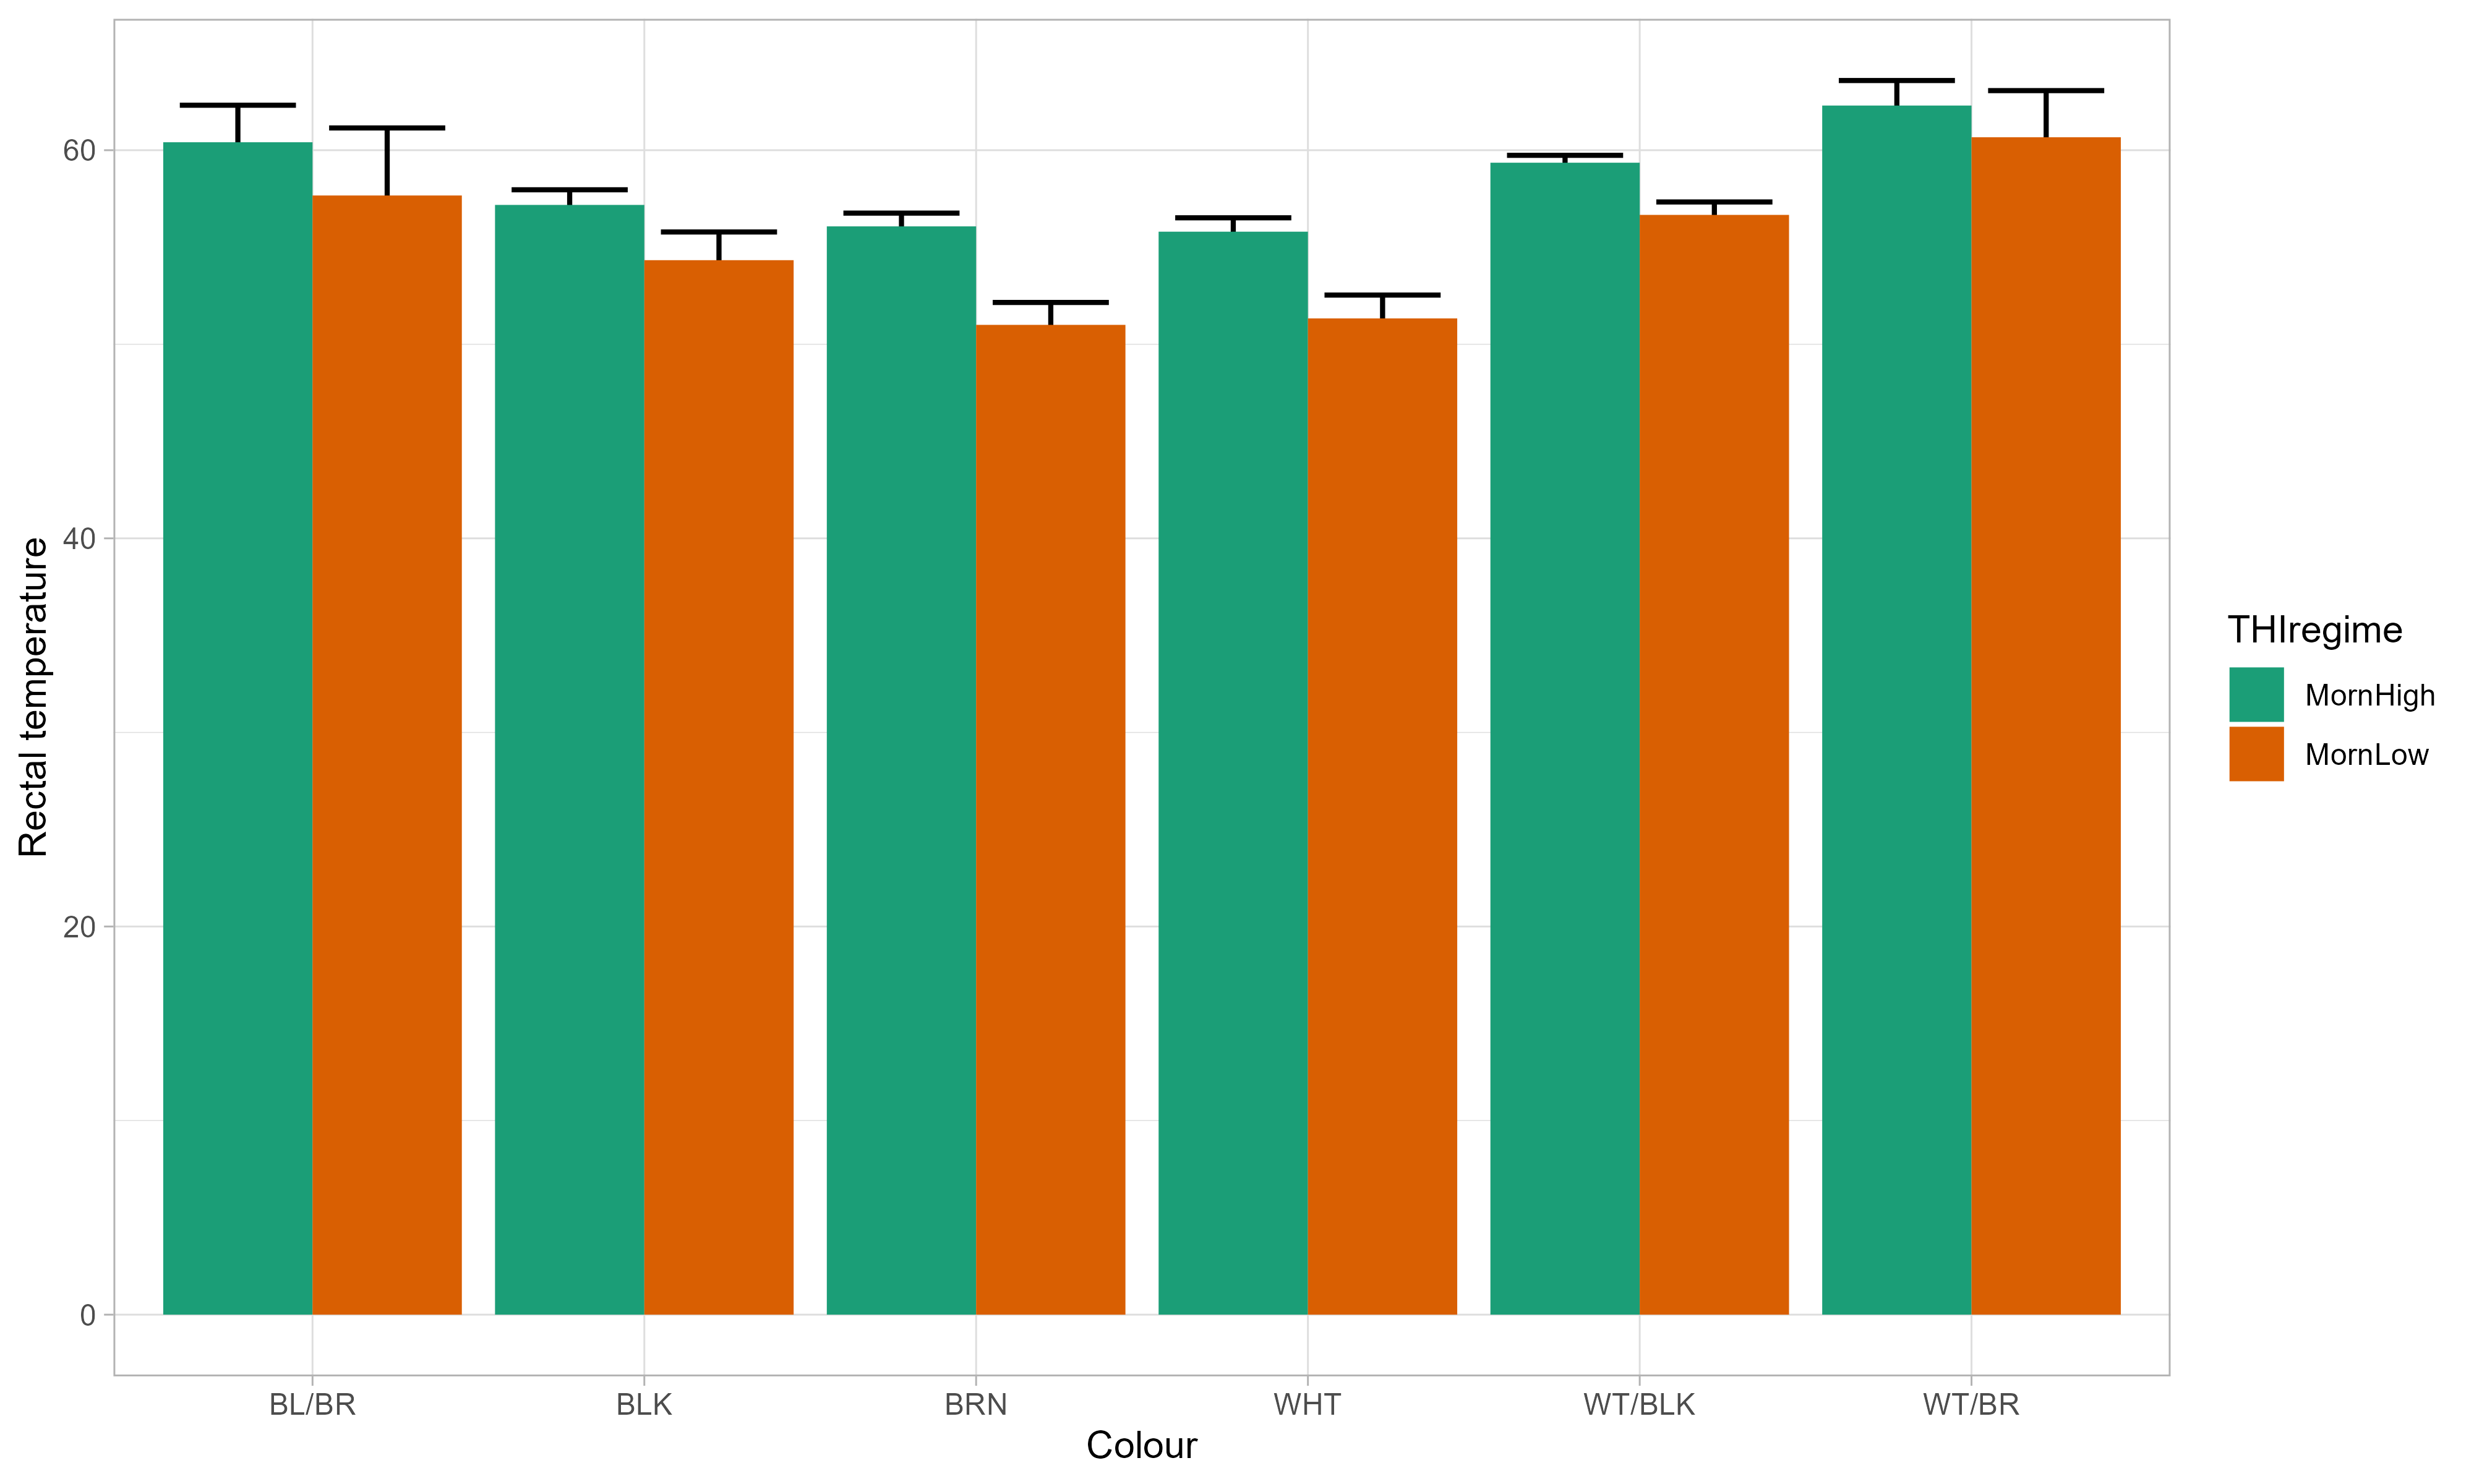 60
40
20
0
Rectal temperature
BL/BR BLK BRN WHT WT/BLK WT/BR
Colour
THIregime
MornHigh
MornLow